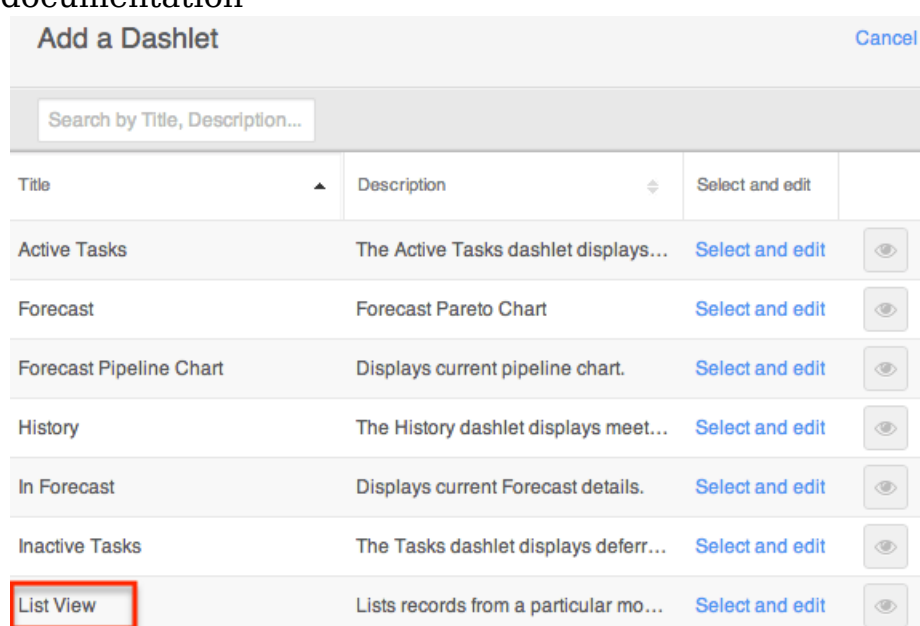 documentation
Add a Dashlet Cancel
Search by Title, Description...
Title Description Select and edit
Active Tasks The Active Tasks dashlet displays... Select and edit
Forecast Forecast Pareto Chart Select and edit
Forecast Pipeline Chart Displays current pipeline chart. Select and edit
History The History dashlet displays meet... Select and edit
In Forecast Displays current Forecast details. Select and edit
Inactive Tasks The Tasks dashlet displays deferr... Select and edit
List View Lists records from a particular mo... Select and edit